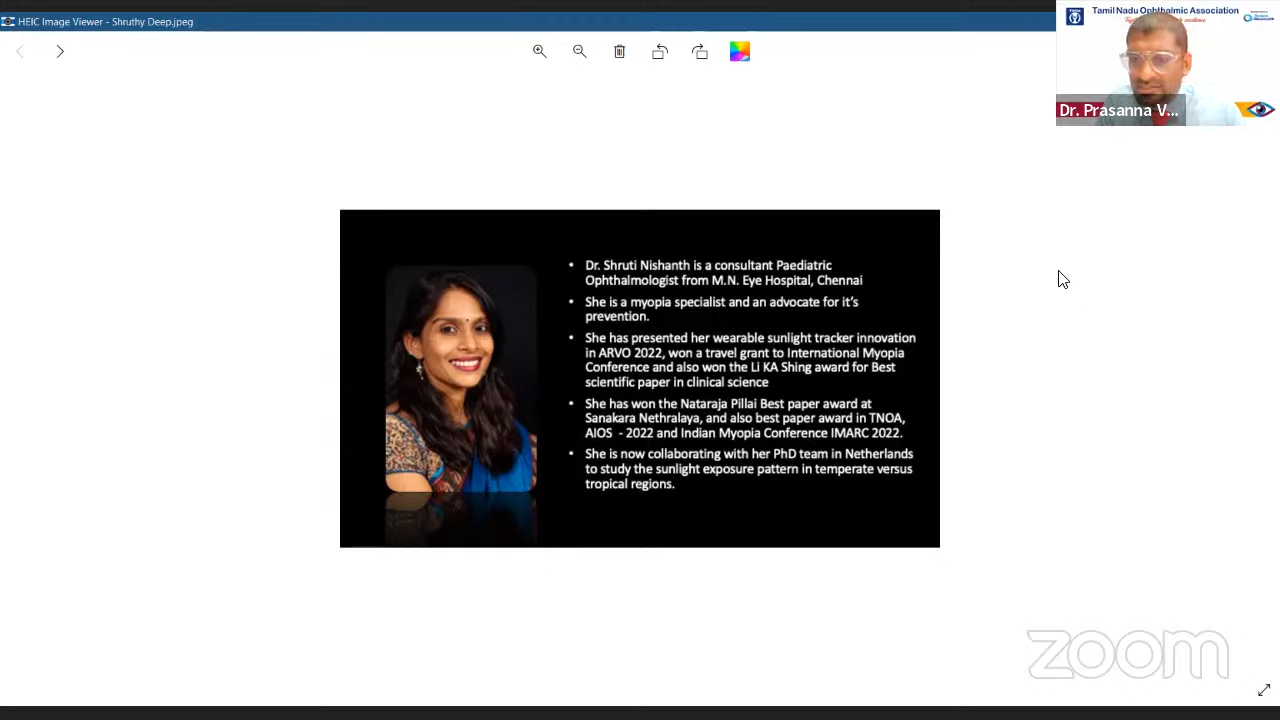 HEIC Image Viewer - Shruthy Deep.jpeg
Tamil Nadu Ophthalmic Association
Dr. Prasanna V...
• Dr. Shruti Nishanth is a consultant Paediatric
Ophthalmologist from M.N. Eye Hospital, Chennai
• She is a myopia specialist and an advocate for it's
prevention.
• She has presented her wearable sunlight tracker innovation
in ARVO 2022, won a travel grant to International Myopia
Conference and also won the Li KA Shing award for Best
scientific paper in clinical science
• She has won the Nataraja Pillai Best paper award at
Sanakara Nethralaya, and also best paper award in TNOA,
AIOS - 2022 and Indian Myopia Conference IMARC 2022.
• She is now collaborating with her PhD team in Netherlands
to study the sunlight exposure pattern in temperate versus
tropical regions.
zoom